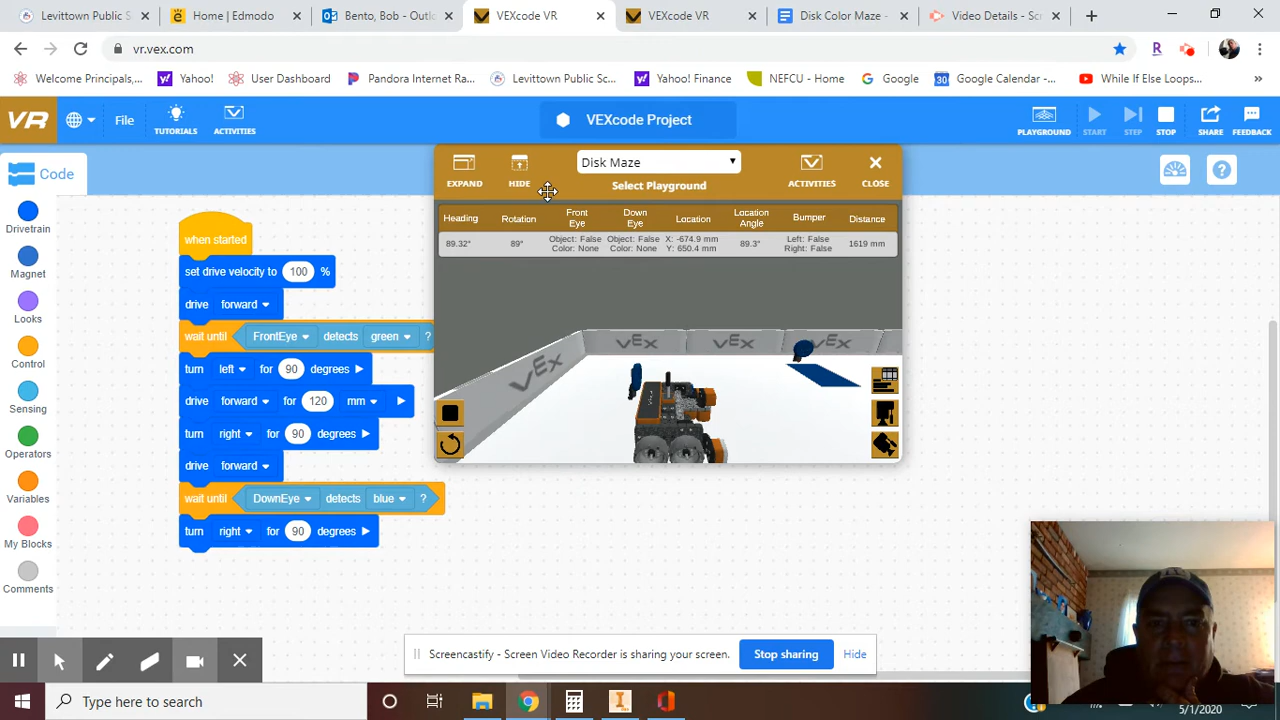 Levittown Public S
Home | Edmodo
Bento, Bob - Outlo
VEXcode VR
VEXcode VR
Disk Color Maze -
Video Details - Scr
vr.vex.com
Welcome Principals,...
Yahoo!
User Dashboard
Pandora Internet Ra...
Levittown Public Sc...
Yahoo! Finance
NEFCU - Home
Google
Google Calendar -...
While If Else Loops...
VR
File
TUTORIALS
ACTIVITIES
VEXcode Project
PLAYGROUND
START
STEP
STOP
SHARE
FEEDBACK
Code
EXPAND
HIDE
Disk Maze
Select Playground
ACTIVITIES
CLOSE
Heading Rotation Front Eye Down Eye Location Location Angle Bumper Distance
89.32° 89° Object: False Color: None Object: False Color: None X: -674.9 mm Y: 650.4 mm 89.3° Left: False Right: False 1619 mm
VEX VEX VEX
VEX
Drivetrain
Magnet
Looks
Control
Sensing
Operators
Variables
My Blocks
Comments
when started
set drive velocity to 100 %
drive forward
wait until FrontEye detects green ?
turn left for 90 degrees
drive forward for 120 mm
turn right for 90 degrees
drive forward
wait until DownEye detects blue ?
turn right for 90 degrees
Screencastify - Screen Video Recorder is sharing your screen. Stop sharing Hide
Type here to search
5/1/2020